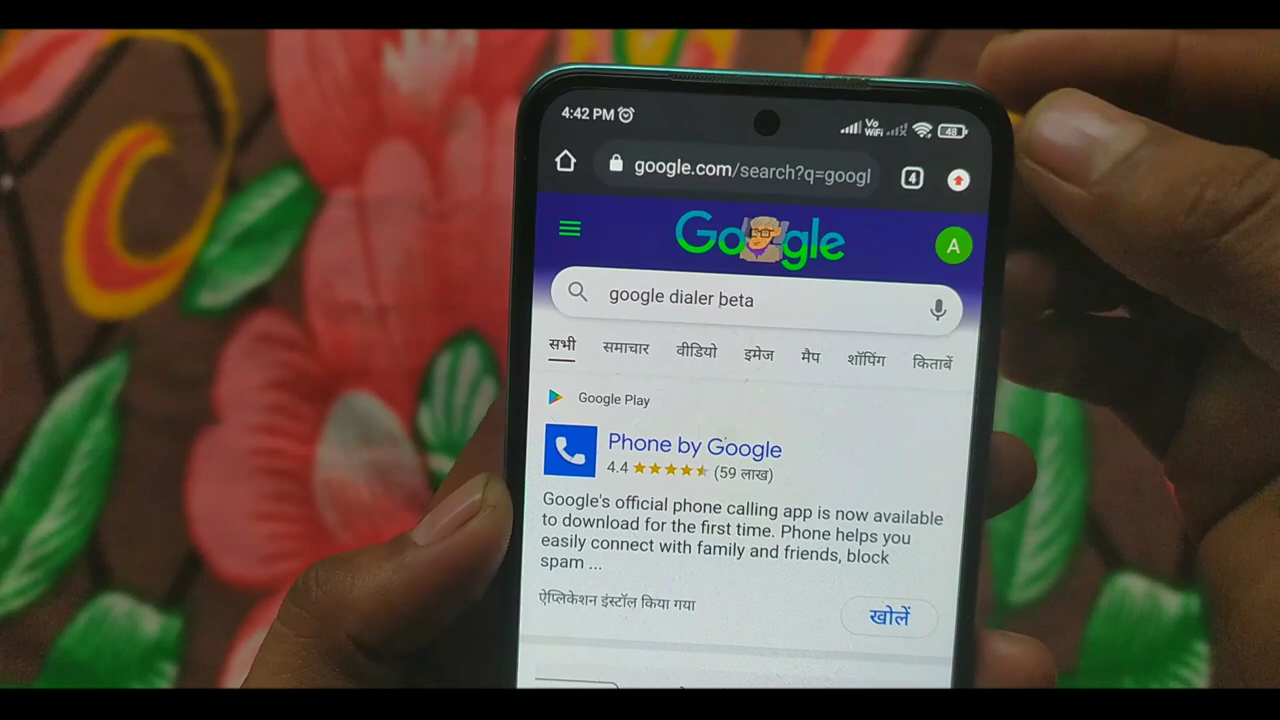 4:42 PM
Vo
WiFi
48
google.com/search?q=googl
4
Google
A
google dialer beta
सभी समाचार वीडियो इमेज मैप शॉपिंग किताबें
Google Play
Phone by Google
4.4 ★★★★★ (59 लाख)
Google's official phone calling app is now available
to download for the first time. Phone helps you
easily connect with family and friends, block
spam ...
ऐप्लिकेशन इंस्टॉल किया गया
खोलें